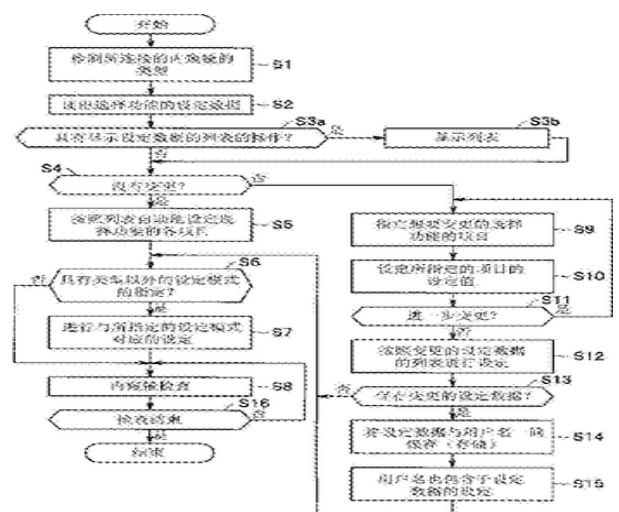 开始
检测所连接的内窥镜的
类型
S1
读出选择功能的设定数据
S2
具有显示设定数据的列表的操作?
S3a
是
显示列表
S3b
否
没有变更?
S4
否
是
按照列表自动地设定选
择功能的各项目
S5
具有类型以外的设定模式
的指定?
S6
否
是
进行与所指定的设定模式
对应的设定
S7
内窥镜检查
S8
检查结束
S16
否
是
结束
指定想要变更的选择
功能的项目
S9
设定所指定的项目的
设定值
S10
进一步变更?
S11
是
否
按照变更的设定数据
的列表进行设定
S12
保存变更的设定数据?
S13
否
是
将设定数据与用户名一同
保存(存储)
S14
用户名也包含于设定
数据的设定
S15